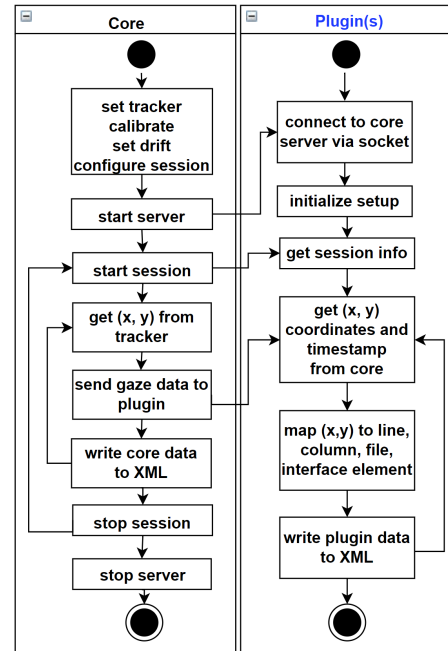 Core
set tracker
calibrate
set drift
configure session
start server
start session
get (x, y) from
tracker
send gaze data to
plugin
write core data
to XML
stop session
stop server
Plugin(s)
connect to core
server via socket
initialize setup
get session info
get (x, y)
coordinates and
timestamp
from core
map (x,y) to line,
column, file,
interface element
write plugin data
to XML